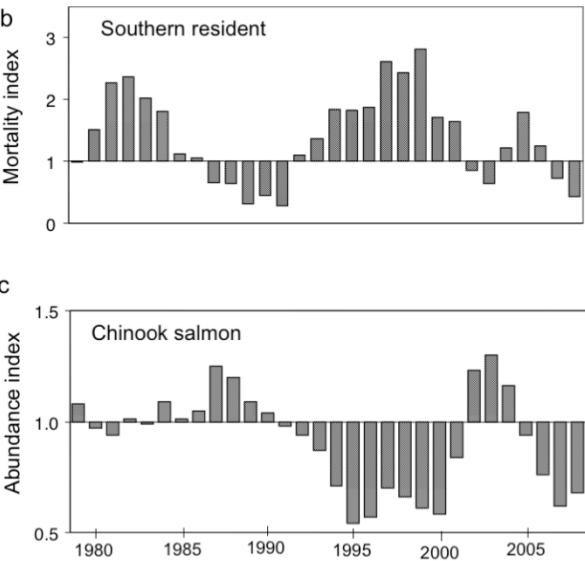 b
Southern resident
Mortality index
3
2
1
0
c
Chinook salmon
Abundance index
1.5
1.0
0.5
1980 1985 1990 1995 2000 2005